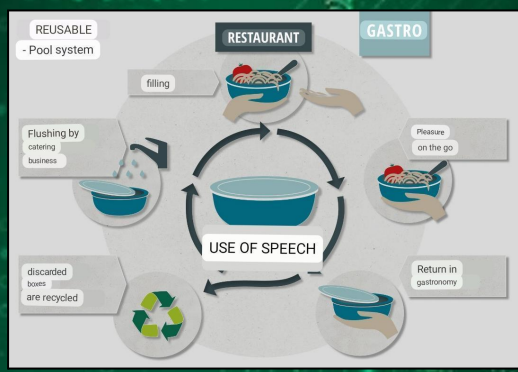 REUSABLE
- Pool system
RESTAURANT
GASTRO
filling
Flushing by
catering
business
Pleasure
on the go
USE OF SPEECH
discarded
boxes
are recycled
Return in
gastronomy